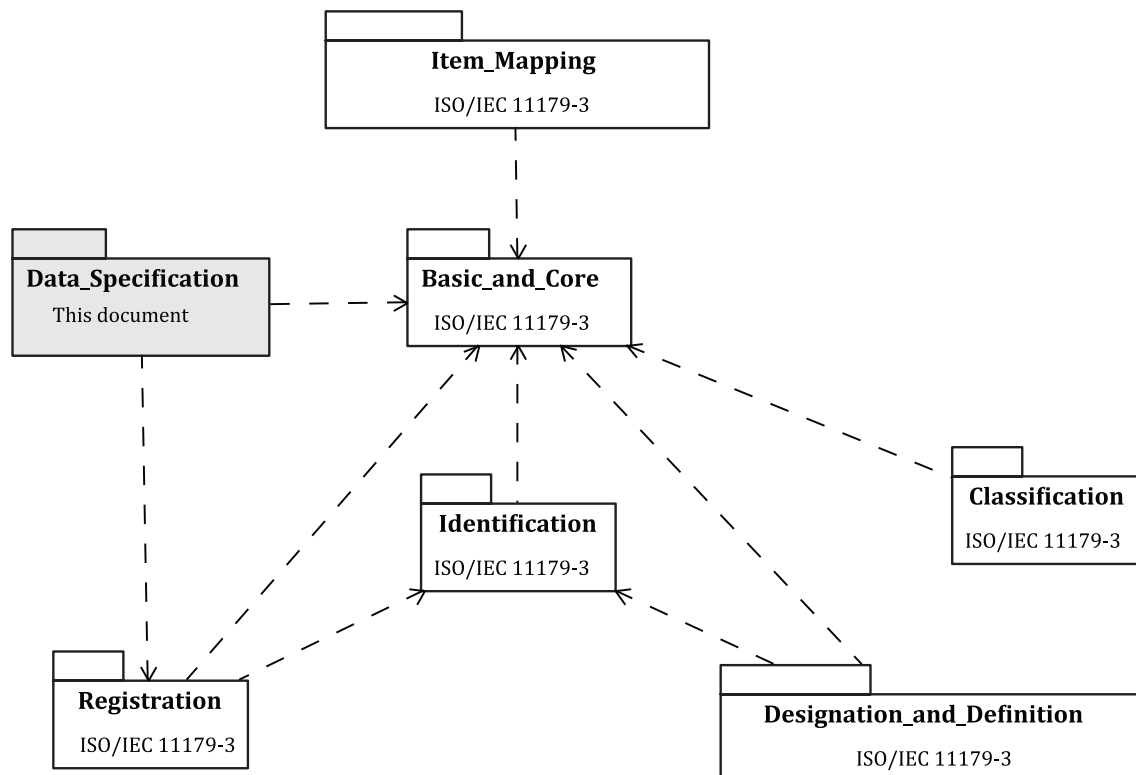 Item_Mapping
ISO/IEC 11179-3
Data_Specification
This document
Basic_and_Core
ISO/IEC 11179-3
Classification
ISO/IEC 11179-3
Identification
ISO/IEC 11179-3
Registration
ISO/IEC 11179-3
Designation_and_Definition
ISO/IEC 11179-3